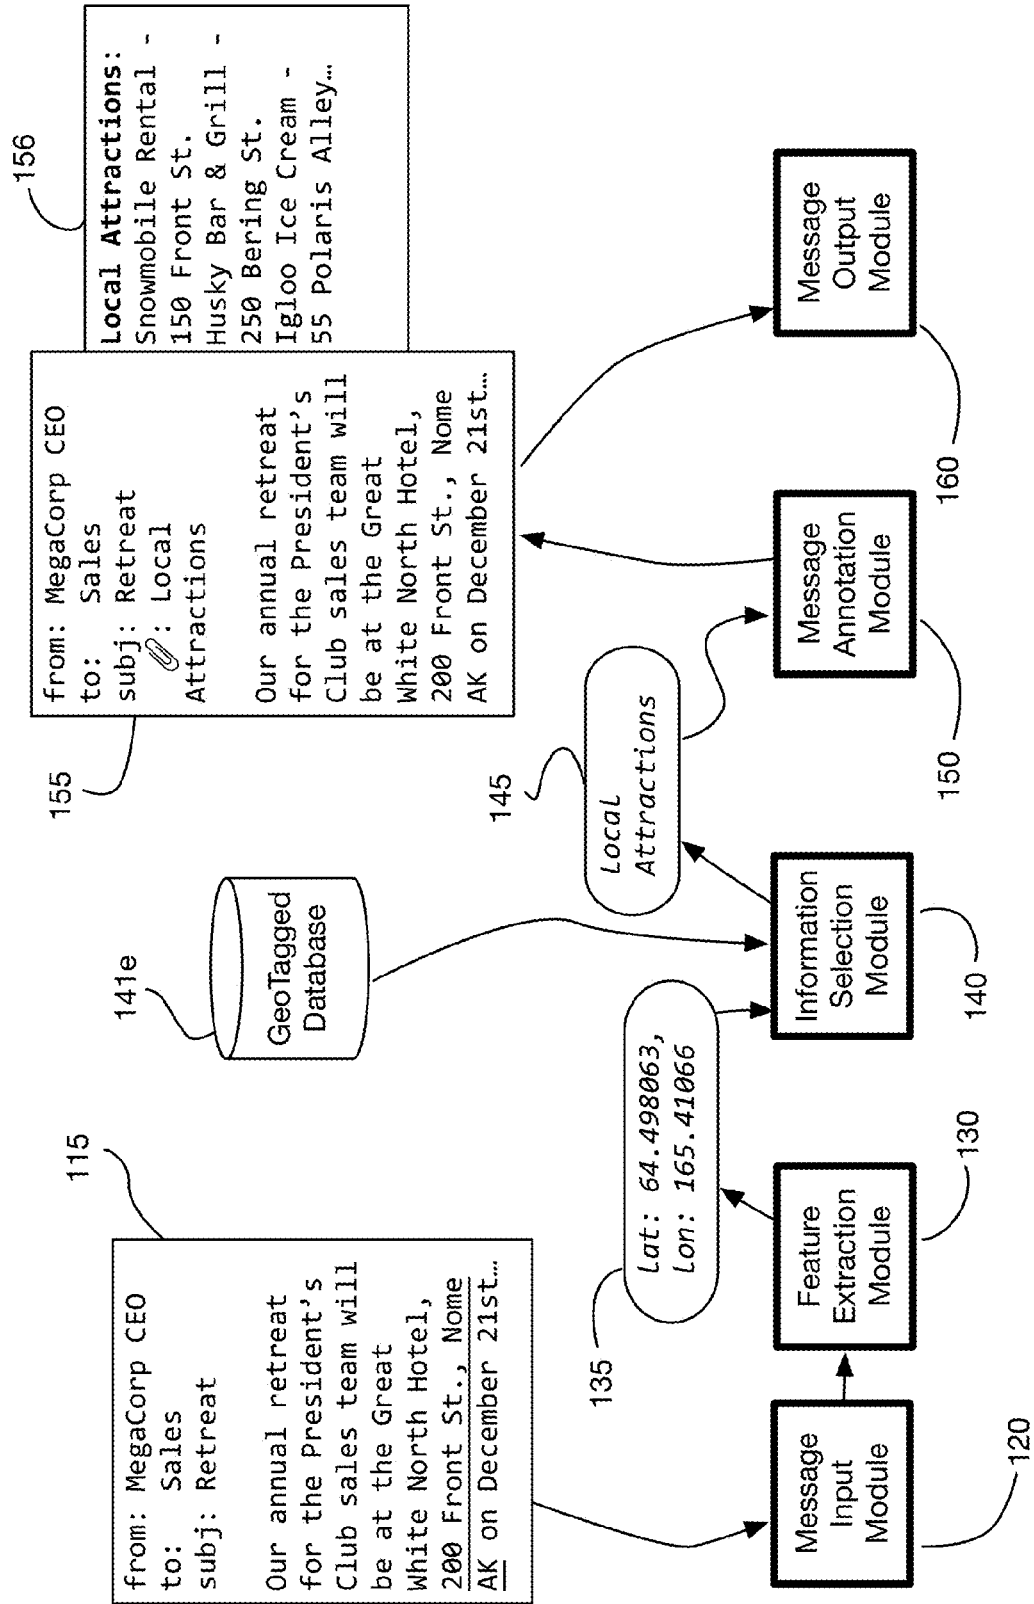 from: MegaCorp CEO
to: Sales
subj: Retreat
Our annual retreat
for the President's
Club sales team will
be at the Great
White North Hotel,
200 Front St., Nome
AK on December 21st…
115
141e
GeoTagged
Database
155
from: MegaCorp CEO
to: Sales
subj: Retreat
: Local
Attractions
Our annual retreat
for the President's
Club sales team will
be at the Great
White North Hotel,
200 Front St., Nome
AK on December 21st…
156
Local Attractions:
Snowmobile Rental -
150 Front St.
Husky Bar & Grill -
250 Bering St.
Igloo Ice Cream -
55 Polaris Alley…
135
Lat: 64.498063,
Lon: 165.41066
145
Local
Attractions
Message
Input
Module
120
Feature
Extraction
Module
130
Information
Selection
Module
140
Message
Annotation
Module
150
Message
Output
Module
160